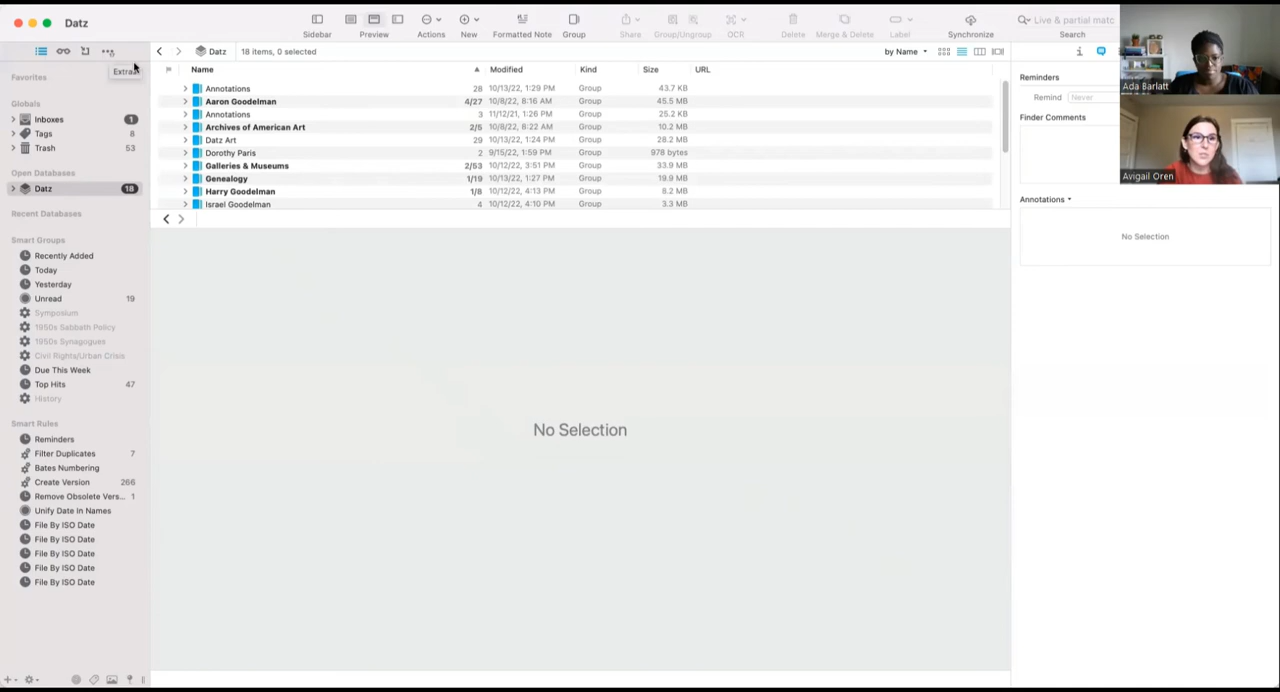 Datz
Sidebar
Preview
Actions
New
Formatted Note
Group
Share
Group/Ungroup
OCR
Delete
Merge & Delete
Label
Synchronize
Live & partial matc
Search
Ada Barlatt
Avigail Oren
Extras
Favorites
Globals
Inboxes 1
Tags 8
Trash 53
Open Databases
Datz 18
Recent Databases
Smart Groups
Recently Added
Today
Yesterday
Unread 19
Symposium
1950s Sabbath Policy
1950s Synagogues
Civil Rights/Urban Crisis
Due This Week
Top Hits 47
History
Smart Rules
Reminders
Filter Duplicates 7
Bates Numbering
Create Version 266
Remove Obsolete Vers... 1
Unify Date In Names
File By ISO Date
File By ISO Date
File By ISO Date
File By ISO Date
File By ISO Date
Datz 18 items, 0 selected by Name
Name Modified Kind Size URL
Annotations 28 10/13/22, 1:29 PM Group 43.7 KB
Aaron Goodelman 4/27 10/8/22, 8:16 AM Group 45.5 MB
Annotations 3 11/12/21, 1:26 PM Group 25.2 KB
Archives of American Art 2/5 10/8/22, 6:22 AM Group 10.2 MB
Datz Art 29 10/13/22, 1:24 PM Group 28.2 MB
Dorothy Paris 2 9/15/22, 1:59 PM Group 978 bytes
Galleries & Museums 2/53 10/12/22, 3:51 PM Group 33.9 MB
Genealogy 1/19 10/13/22, 1:27 PM Group 19.9 MB
Harry Goodelman 1/8 10/12/22, 4:13 PM Group 8.2 MB
Israel Goodelman 4 10/12/22, 4:10 PM Group 3.3 MB
No Selection
Reminders
Remind Never
Finder Comments
Annotations
No Selection